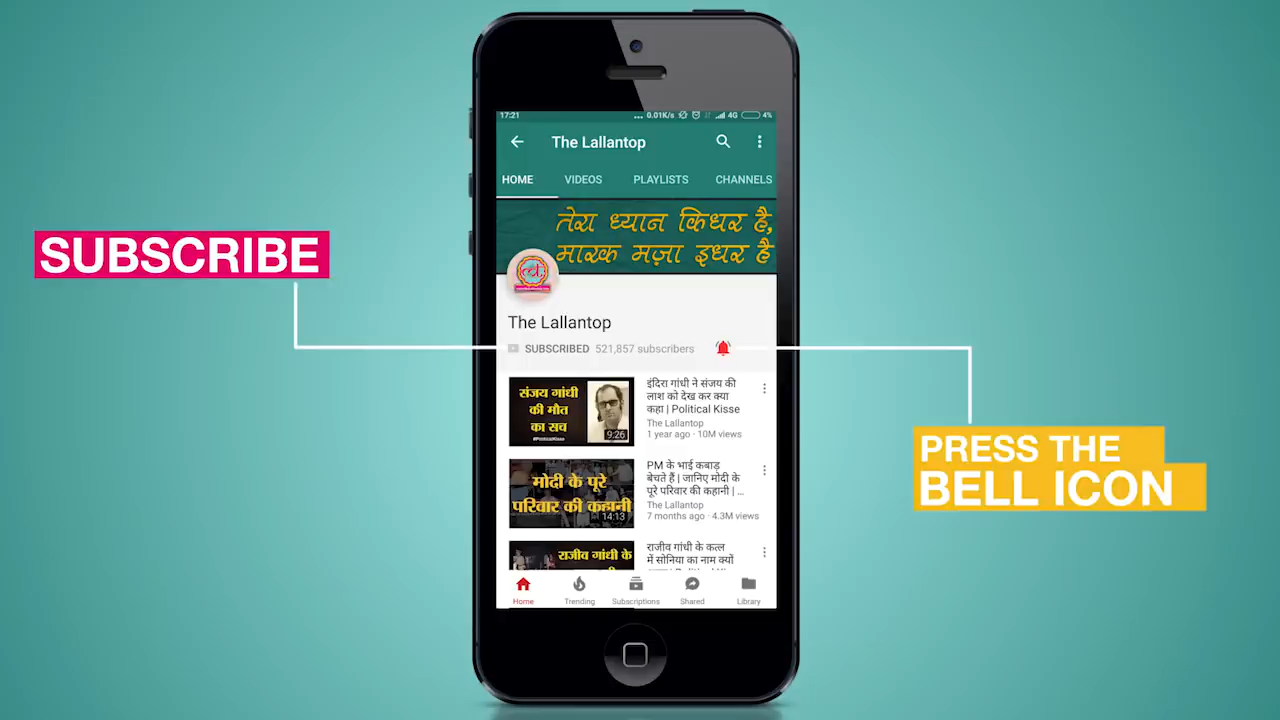 17:21
0.01K/s
4G
4%
The Lallantop
HOME
VIDEOS
PLAYLISTS
CHANNELS
तेरा ध्यान किधर है,
मारक मज़ा इधर है
SUBSCRIBE
The Lallantop
SUBSCRIBED
521,857 subscribers
संजय गांधी
की मौत
का सच
#PoliticalKisse
9:26
इंदिरा गांधी ने संजय की
लाश को देख कर क्या
कहा | Political Kisse
The Lallantop
1 year ago · 10M views
PRESS THE
BELL ICON
मोदी के पूरे
परिवार की कहानी
14:13
PM के भाई कबाड़
बेचते हैं | जानिए मोदी के
पूरे परिवार की कहानी | ...
The Lallantop
7 months ago · 4.3M views
राजीव गांधी के
राजीव गांधी के कत्ल
में सोनिया का नाम क्यों
Home
Trending
Subscriptions
Shared
Library